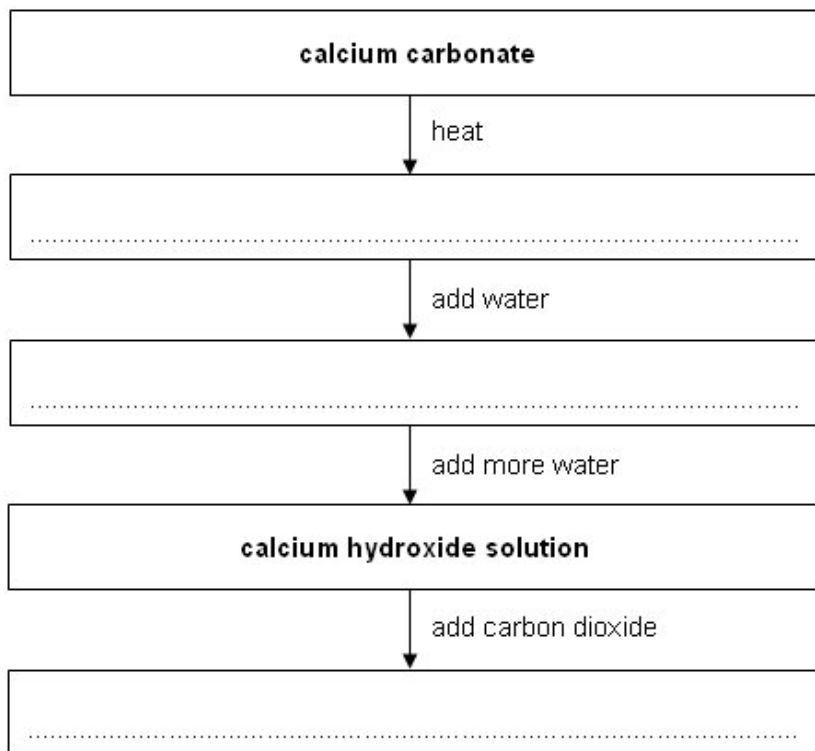 calcium carbonate
heat
................................................................................................
add water
................................................................................................
add more water
calcium hydroxide solution
add carbon dioxide
................................................................................................